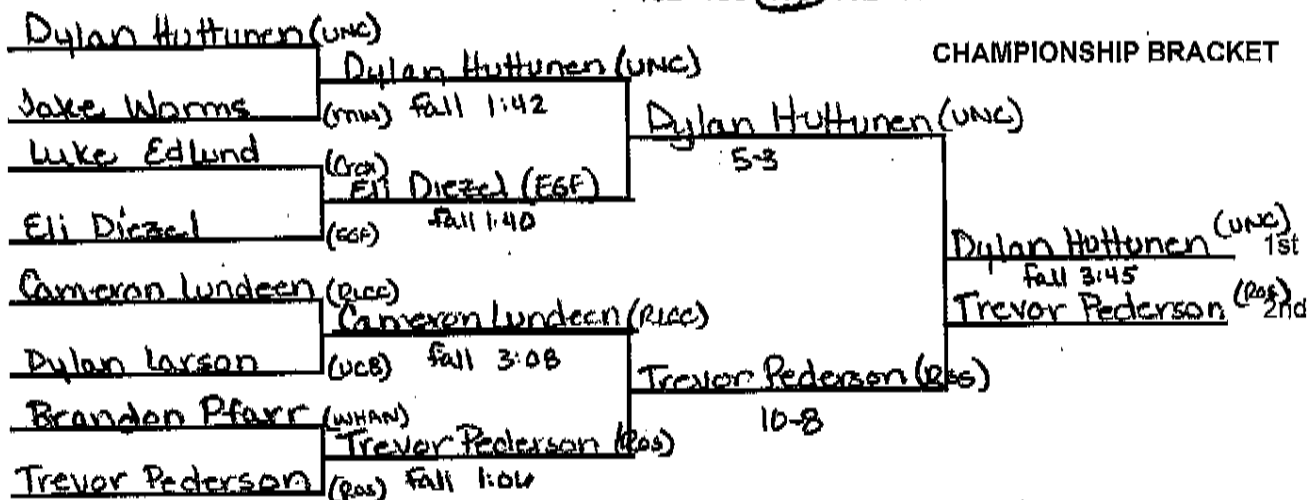 Dylan Huttunen (UNC)
CHAMPIONSHIP BRACKET
Dylan Huttunen (UNC)
Jake Worms (MW) fall 1:42
Dylan Huttunen (UNC)
5-3
Luke Edlund (Crox)
Eli Diezel (EGF)
fall 1:40
Eli Diezel (EGF)
Dylan Huttunen (UNC) 1st
fall 3:45
Trevor Pederson (Ros) 2nd
Cameron Lundeen (RLCC)
Cameron Lundeen (RLCC)
Dylan Larson (UCB) fall 3:08
Trevor Pederson (Ros)
10-8
Brandon Pfarr (WHAN)
Trevor Pederson (Ros)
Trevor Pederson (Ros) fall